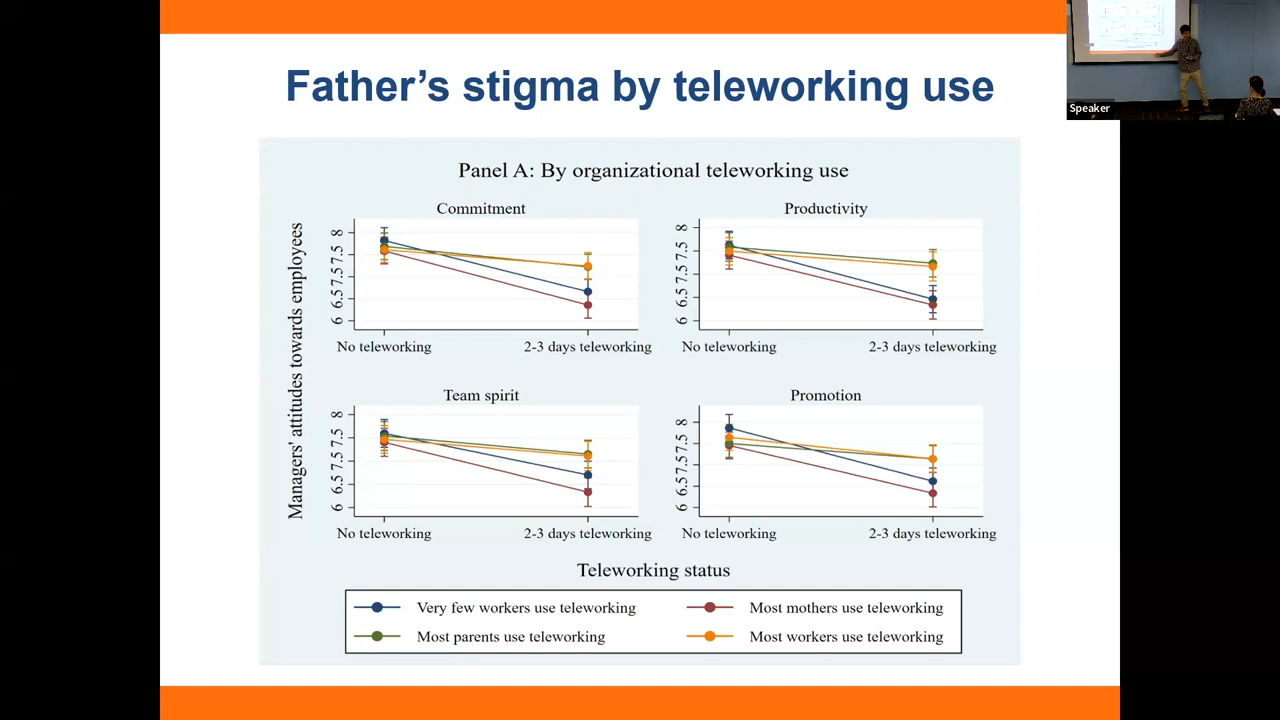 Father's stigma by teleworking use
Speaker
Panel A: By organizational teleworking use
Managers' attitudes towards employees
Commitment
8
7.5
7
6.5
6
No teleworking
2-3 days teleworking
Productivity
8
7.5
7
6.5
6
No teleworking
2-3 days teleworking
Team spirit
8
7.5
7
6.5
6
No teleworking
2-3 days teleworking
Promotion
8
7.5
7
6.5
6
No teleworking
2-3 days teleworking
Teleworking status
Very few workers use teleworking
Most mothers use teleworking
Most parents use teleworking
Most workers use teleworking